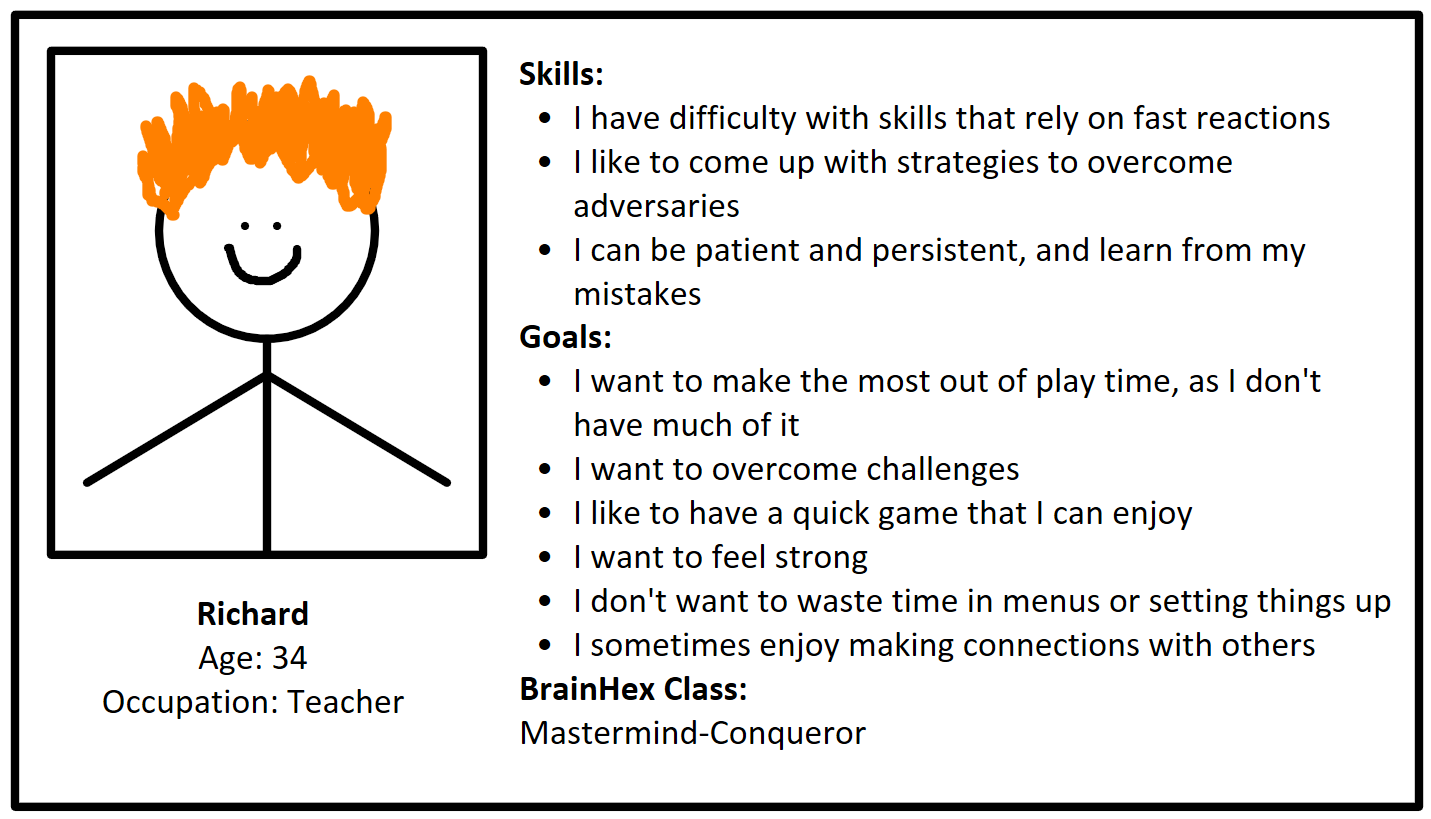 Skills:
• I have difficulty with skills that rely on fast reactions
• I like to come up with strategies to overcome
adversaries
• I can be patient and persistent, and learn from my
mistakes
Goals:
• I want to make the most out of play time, as I don't
have much of it
• I want to overcome challenges
• I like to have a quick game that I can enjoy
• I want to feel strong
• I don't want to waste time in menus or setting things up
• I sometimes enjoy making connections with others
BrainHex Class:
Mastermind-Conqueror
Richard
Age: 34
Occupation: Teacher